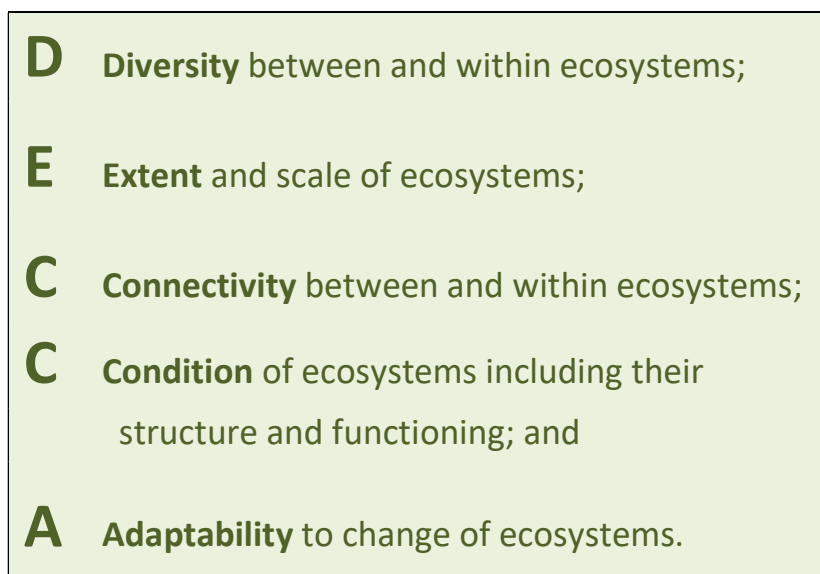 D Diversity between and within ecosystems;
E Extent and scale of ecosystems;
C Connectivity between and within ecosystems;
C Condition of ecosystems including their
structure and functioning; and
A Adaptability to change of ecosystems.